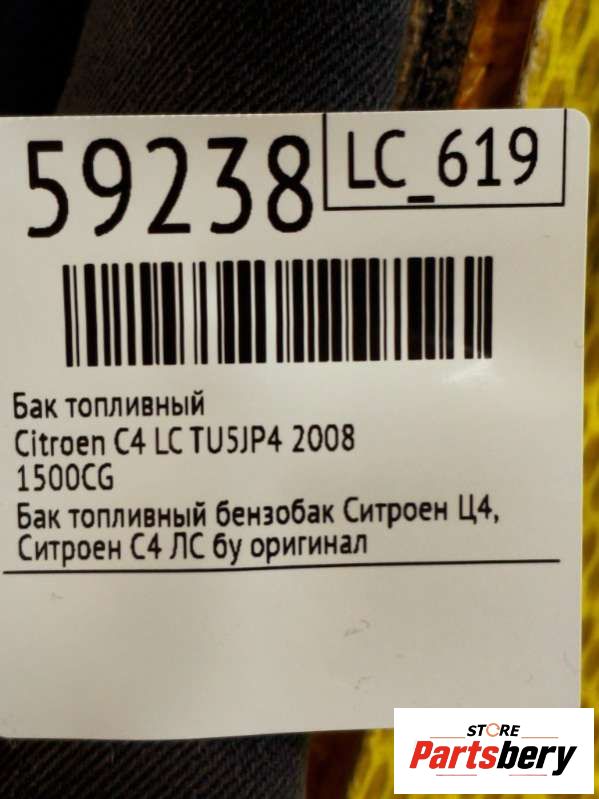 59238
LC_619
Бак топливный
Citroen C4 LC TU5JP4 2008
1500CG
Бак топливный бензобак Ситроен Ц4,
Ситроен С4 ЛС бу оригинал
STORE
Partsbery